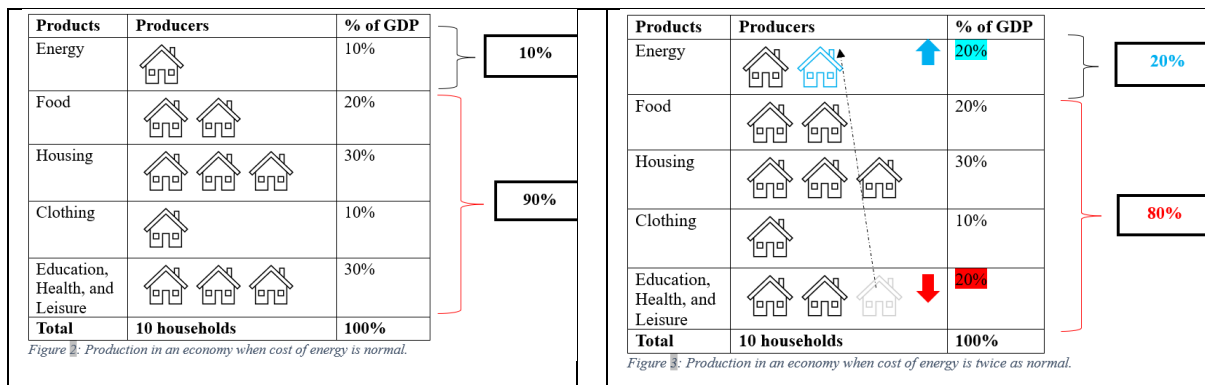 Products Producers % of GDP
Energy 10%
10%
Food 20%
Housing 30%
90%
Clothing 10%
Education, 30%
Health, and
Leisure
Total 10 households 100%
Figure 2: Production in an economy when cost of energy is normal.
Products Producers % of GDP
Energy 20%
20%
Food 20%
Housing 30%
80%
Clothing 10%
Education, 20%
Health, and
Leisure
Total 10 households 100%
Figure 3: Production in an economy when cost of energy is twice as normal.